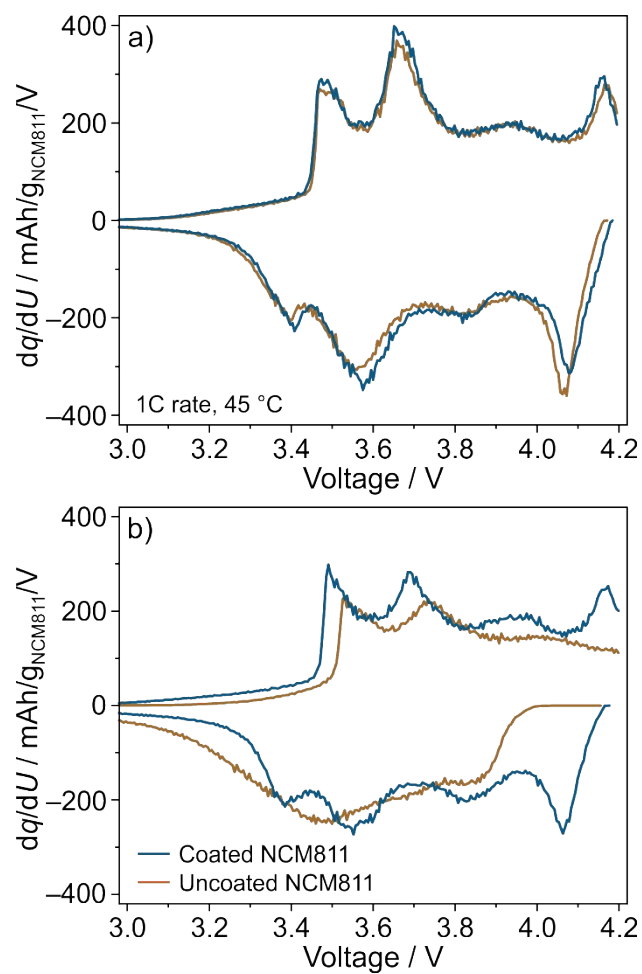 a)
400
200
0
–200
–400
dq/dU / mAh/gNCM811/V
1C rate, 45 °C
3.0 3.2 3.4 3.6 3.8 4.0 4.2
Voltage / V
b)
400
200
0
–200
–400
dq/dU / mAh/gNCM811/V
Coated NCM811
Uncoated NCM811
3.0 3.2 3.4 3.6 3.8 4.0 4.2
Voltage / V